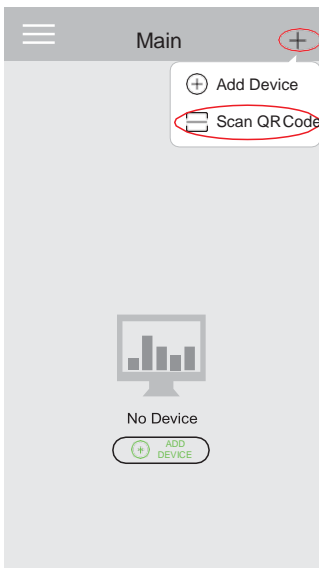 Main
Add Device
Scan QR Code
No Device
ADD
DEVICE